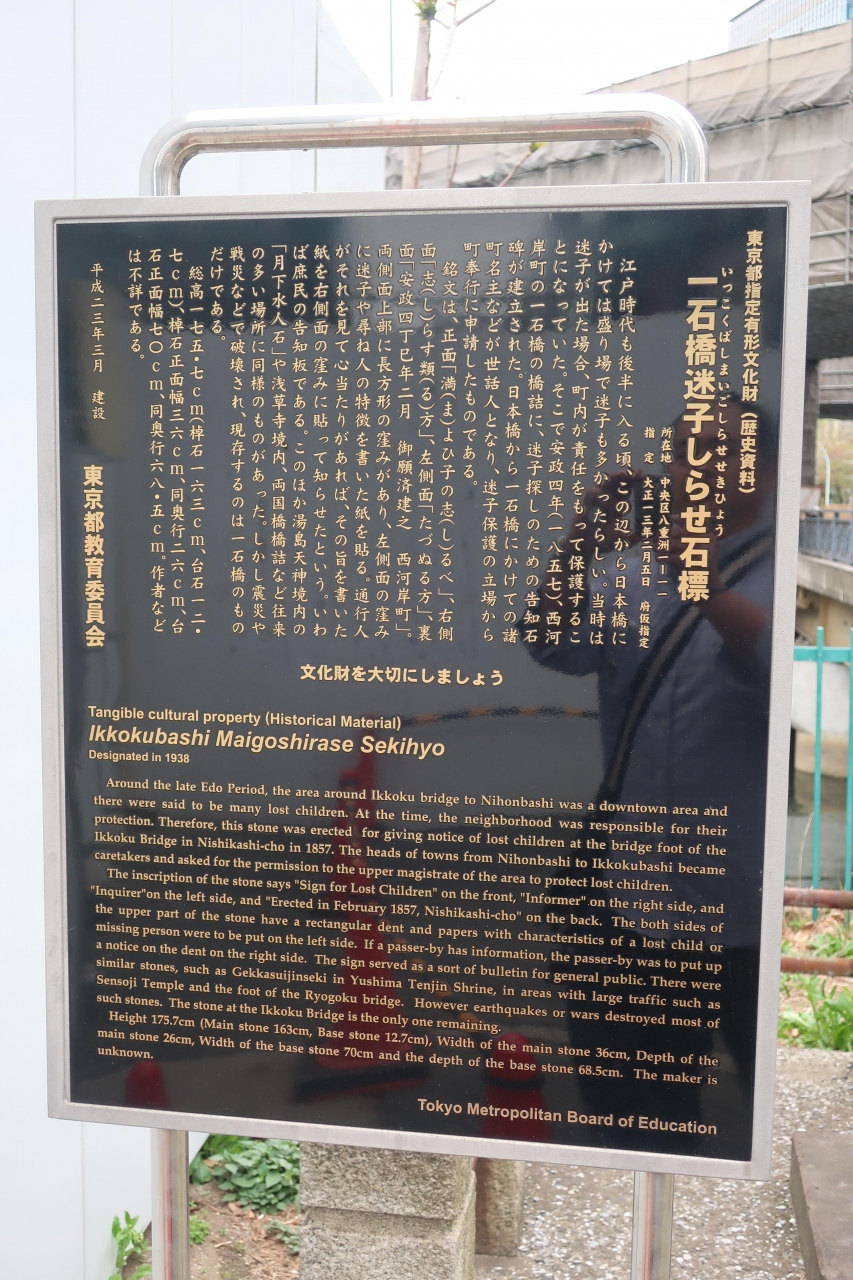 東京都指定有形文化財（歴史資料）
いっこくばしまいごしらせせきひょう
一石橋迷子しらせ石標
所在地　中央区八重洲一－一一
指　定　大正一三年二月五日　府仮指定
江戸時代も後半に入る頃、この辺から日本橋に
かけては盛り場で迷子も多かったらしい。当時は
迷子が出た場合、町内が責任をもって保護するこ
とになっていた。そこで安政四年（一八五七）、西河
岸町の一石橋の橋詰に、迷子探しのための告知石
碑が建立された。日本橋から一石橋にかけての諸
町名主などが世話人となり、迷子保護の立場から
町奉行に申請したものである。
銘文は、正面「満（ま）よひ子の志（し）るべ」、右側
面「志（し）らす類（る）方」、左側面「たづぬる方」、裏
面「安政四丁巳年二月　御願済建之　西河岸町」。
両側面上部に長方形の窪みがあり、左側面の窪み
に迷子や尋ね人の特徴を書いた紙を貼る。通行人
がそれを見て心当たりがあれば、その旨を書いた
紙を右側面の窪みに貼って知らせたという。いわ
ば庶民の告知板である。このほか湯島天神境内の
「月下氷人石」や浅草寺境内、両国橋橋詰など往来
の多い場所に同様のものがあった。しかし震災や
戦災などで破壊され、現存するのは一石橋のもの
だけである。
総高一七五・七ｃｍ（棹石一六三ｃｍ、台石一二・
七ｃｍ）、棹石正面幅三六ｃｍ、同奥行二六ｃｍ、台
石正面幅七〇ｃｍ、同奥行六八・五ｃｍ。作者など
は不詳である。
平成二三年三月　建設
東京都教育委員会
文化財を大切にしましょう
Tangible cultural property (Historical Material)
Ikkokubashi Maigoshirase Sekihyo
Designated in 1938
Around the late Edo Period, the area around Ikkoku bridge to Nihonbashi was a downtown area and
there were said to be many lost children. At the time, the neighborhood was responsible for their
protection. Therefore, this stone was erected for giving notice of lost children at the bridge foot of the
Ikkoku Bridge in Nishikashi-cho in 1857. The heads of towns from Nihonbashi to Ikkokubashi became
caretakers and asked for the permission to the upper magistrate of the area to protect lost children.
The inscription of the stone says "Sign for Lost Children" on the front, "Informer" on the right side, and
"Inquirer"on the left side, and "Erected in February 1857, Nishikashi-cho" on the back. The both sides of
the upper part of the stone have a rectangular dent and papers with characteristics of a lost child or
missing person were to be put on the left side. If a passer-by has information, the passer-by was to put up
a notice on the dent on the right side. The sign served as a sort of bulletin for general public. There were
similar stones, such as Gekkasuijinseki in Yushima Tenjin Shrine, in areas with large traffic such as
Sensoji Temple and the foot of the Ryogoku bridge. However earthquakes or wars destroyed most of
such stones. The stone at the Ikkoku Bridge is the only one remaining.
Height 175.7cm (Main stone 163cm, Base stone 12.7cm), Width of the main stone 36cm, Depth of the
main stone 26cm, Width of the base stone 70cm and the depth of the base stone 68.5cm. The maker is
unknown.
Tokyo Metropolitan Board of Education